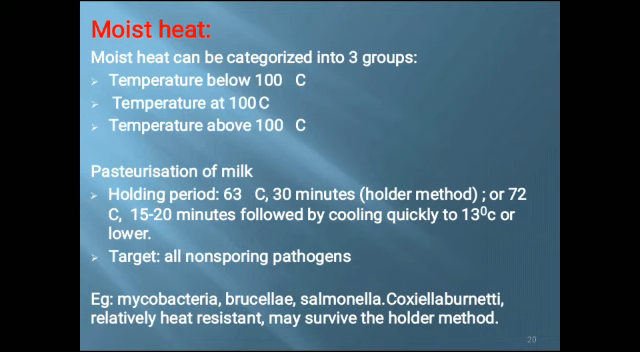 Moist heat:
Moist heat can be categorized into 3 groups:
➢ Temperature below 100 C
➢ Temperature at 100 C
➢ Temperature above 100 C
Pasteurisation of milk
➢ Holding period: 63 C, 30 minutes (holder method) ; or 72
C, 15-20 minutes followed by cooling quickly to 13⁰c or
lower.
➢ Target: all nonsporing pathogens
Eg: mycobacteria, brucellae, salmonella.Coxiellaburnetti,
relatively heat resistant, may survive the holder method.
20